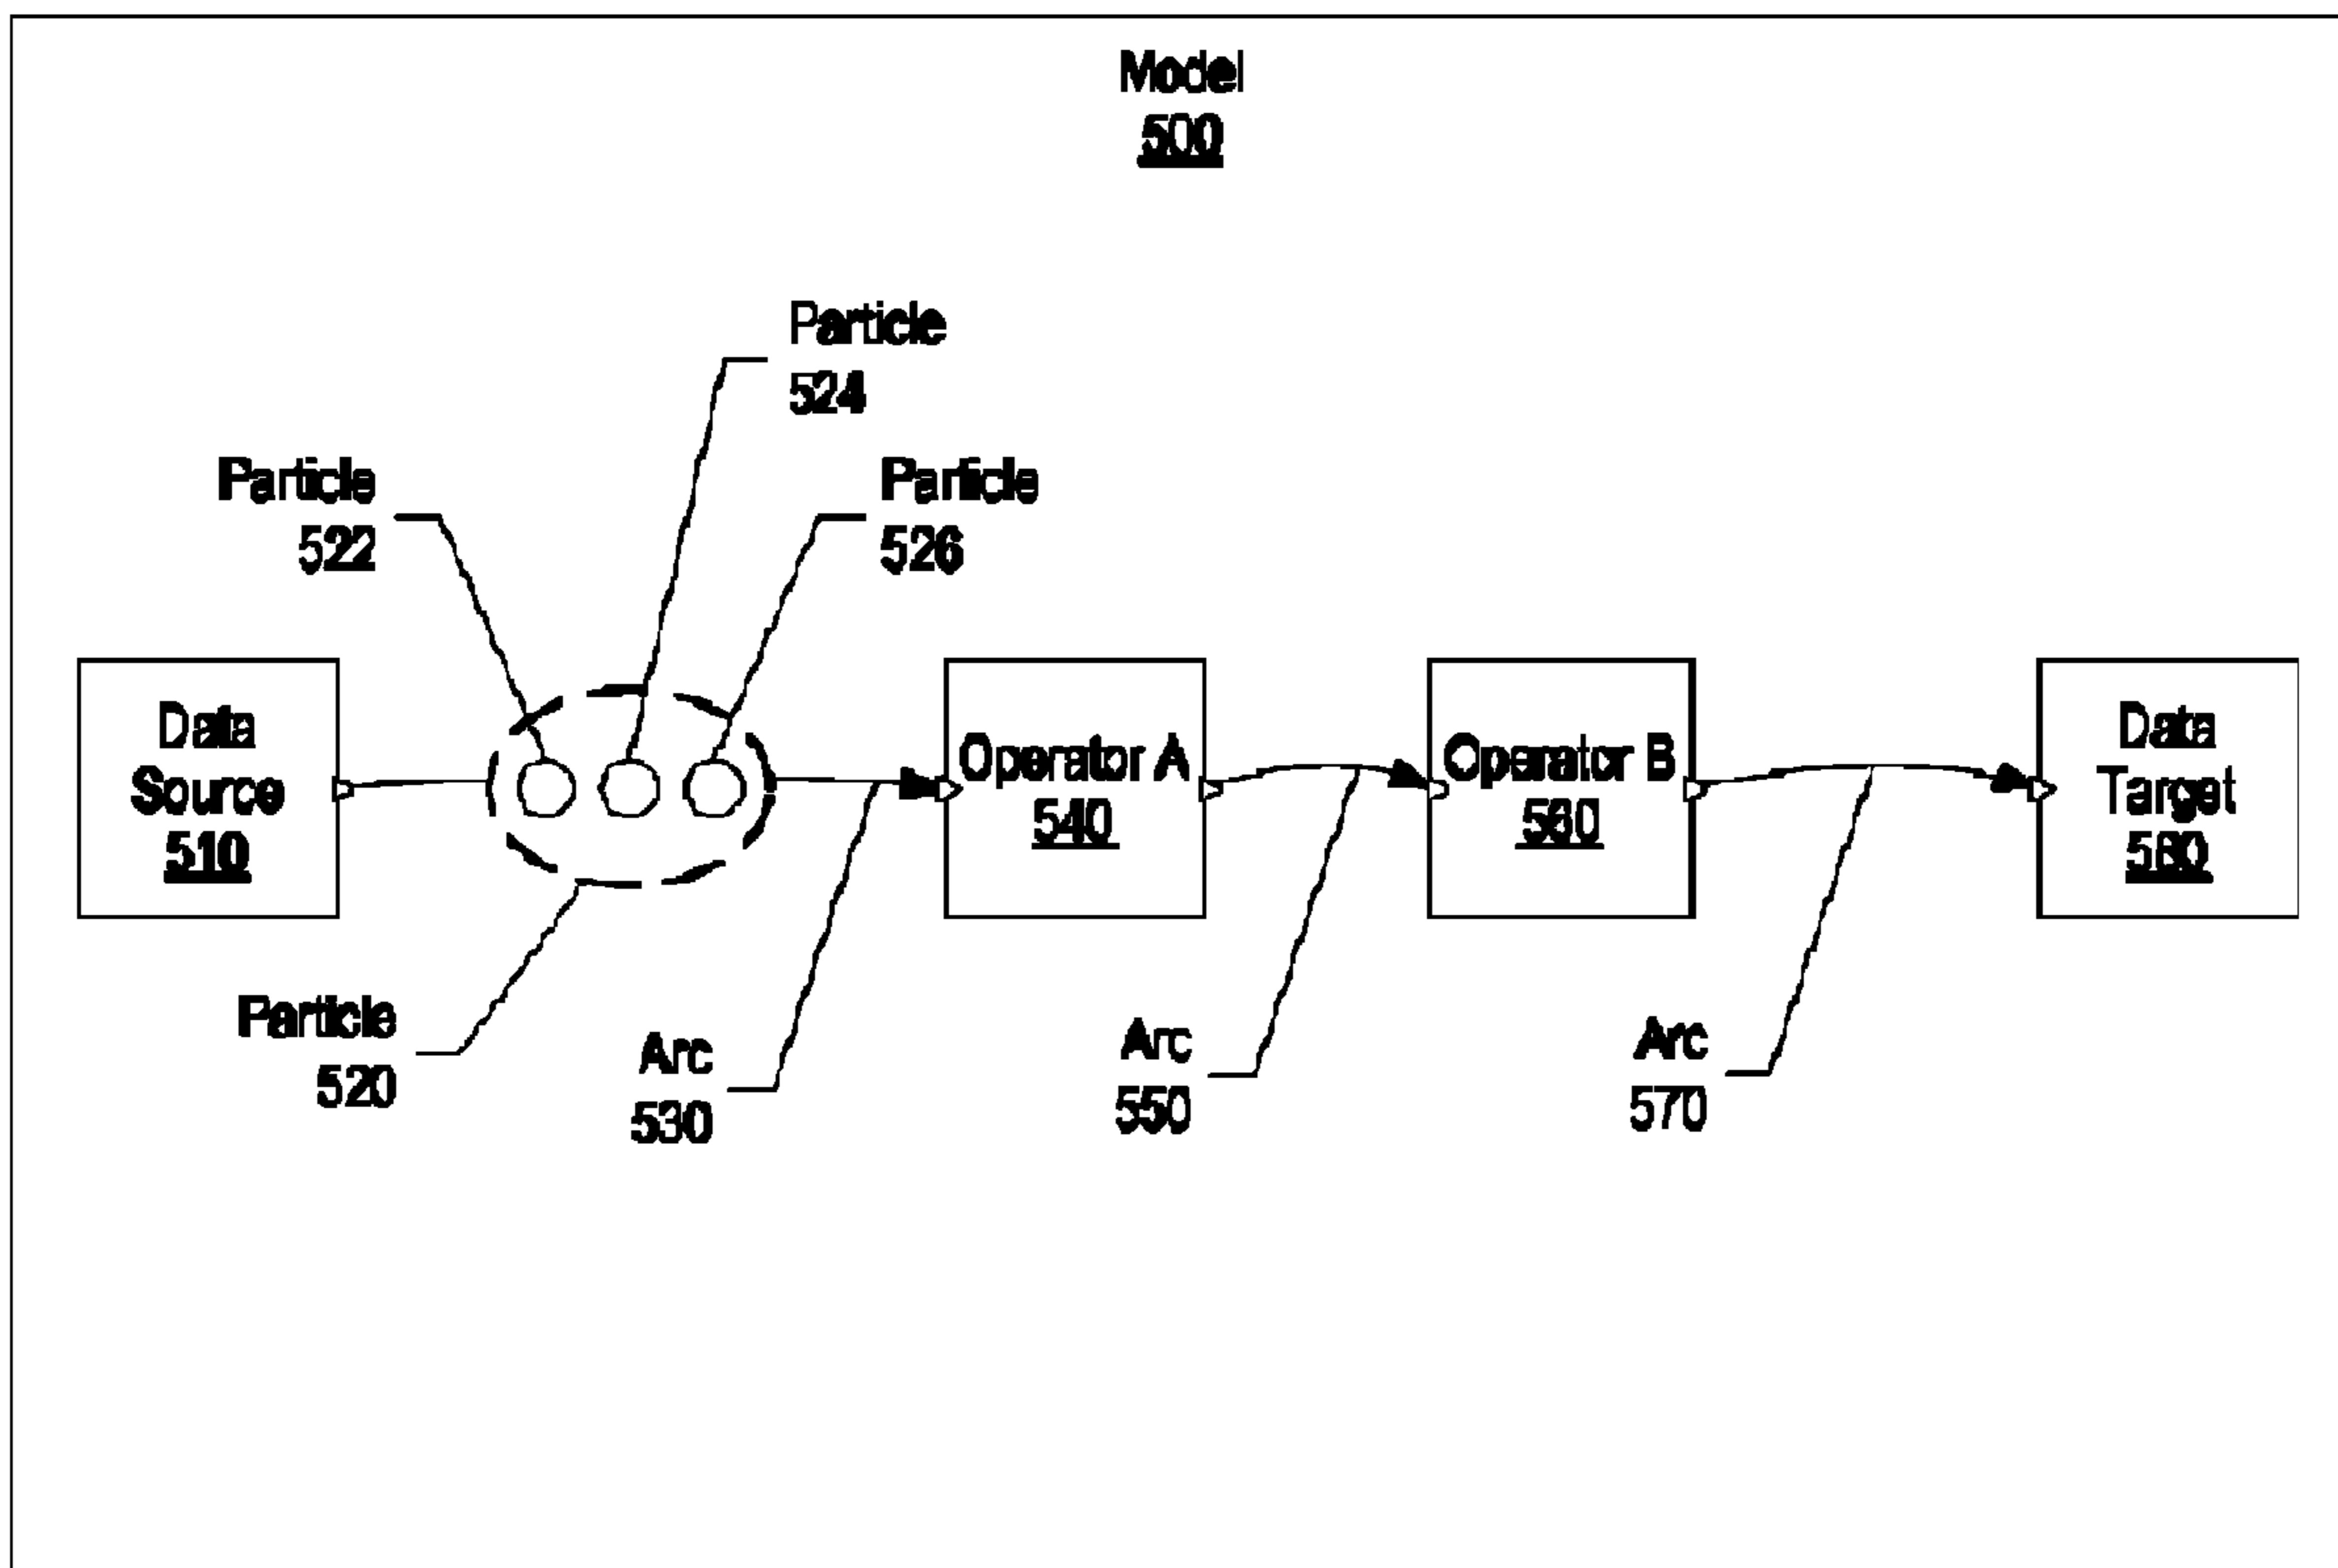 Model
500
Particle
524
Particle
522
Particle
526
Data
Source
510
Operator A
540
Operator B
560
Data
Target
580
Particle
520
Arc
530
Arc
550
Arc
570